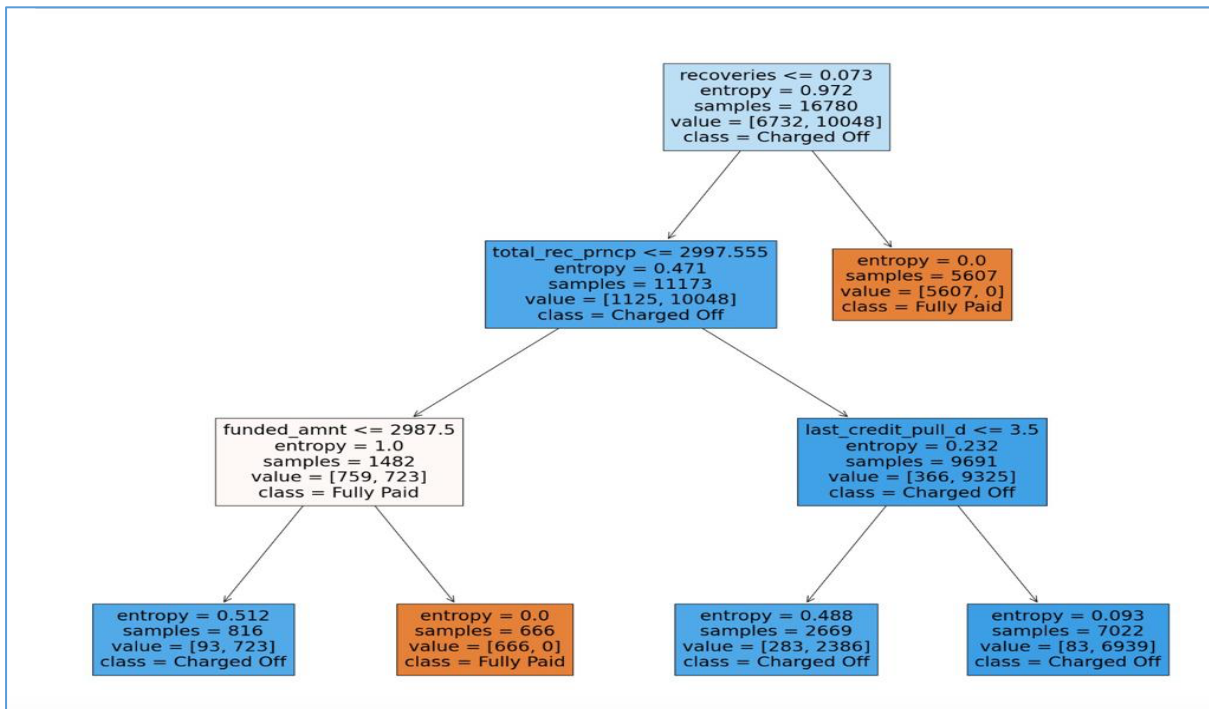 recoveries <= 0.073
entropy = 0.972
samples = 16780
value = [6732, 10048]
class = Charged Off
total_rec_prncp <= 2997.555
entropy = 0.471
samples = 11173
value = [1125, 10048]
class = Charged Off
entropy = 0.0
samples = 5607
value = [5607, 0]
class = Fully Paid
funded_amnt <= 2987.5
entropy = 1.0
samples = 1482
value = [759, 723]
class = Fully Paid
last_credit_pull_d <= 3.5
entropy = 0.232
samples = 9691
value = [366, 9325]
class = Charged Off
entropy = 0.512
samples = 816
value = [93, 723]
class = Charged Off
entropy = 0.0
samples = 666
value = [666, 0]
class = Fully Paid
entropy = 0.488
samples = 2669
value = [283, 2386]
class = Charged Off
entropy = 0.093
samples = 7022
value = [83, 6939]
class = Charged Off